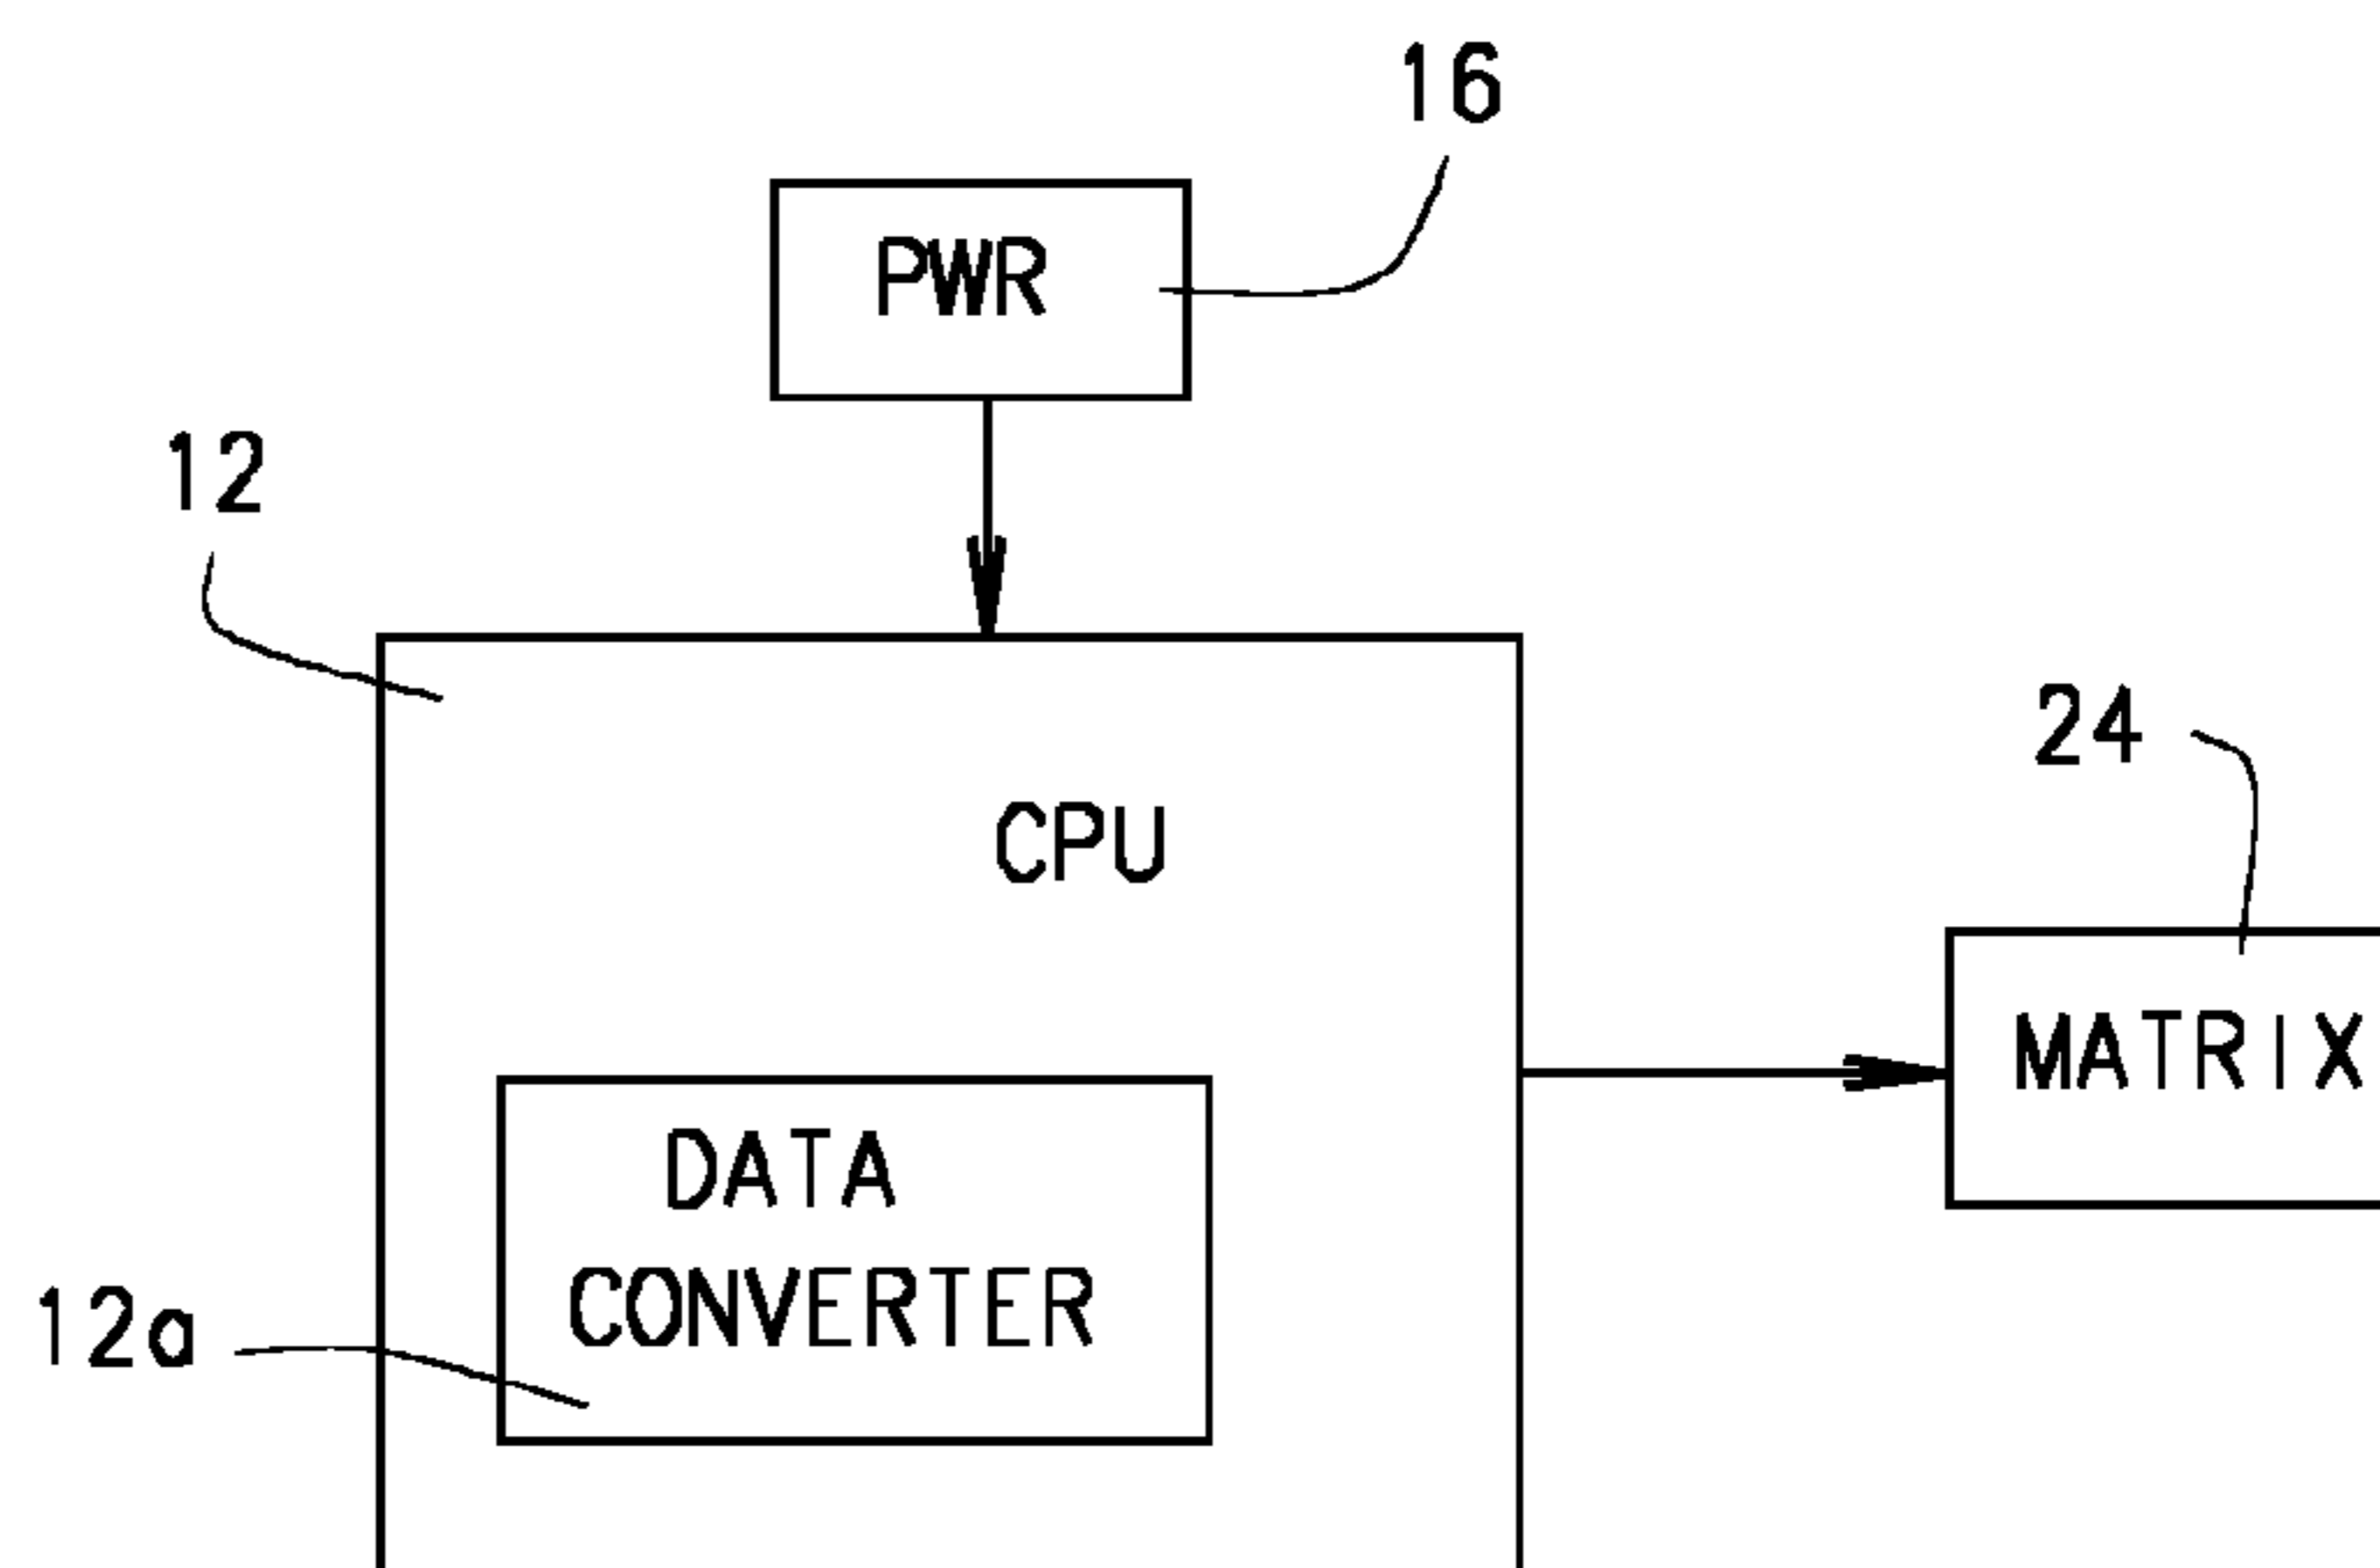 16
PWR
12
24
CPU
MATRIX
DATA
CONVERTER
12a